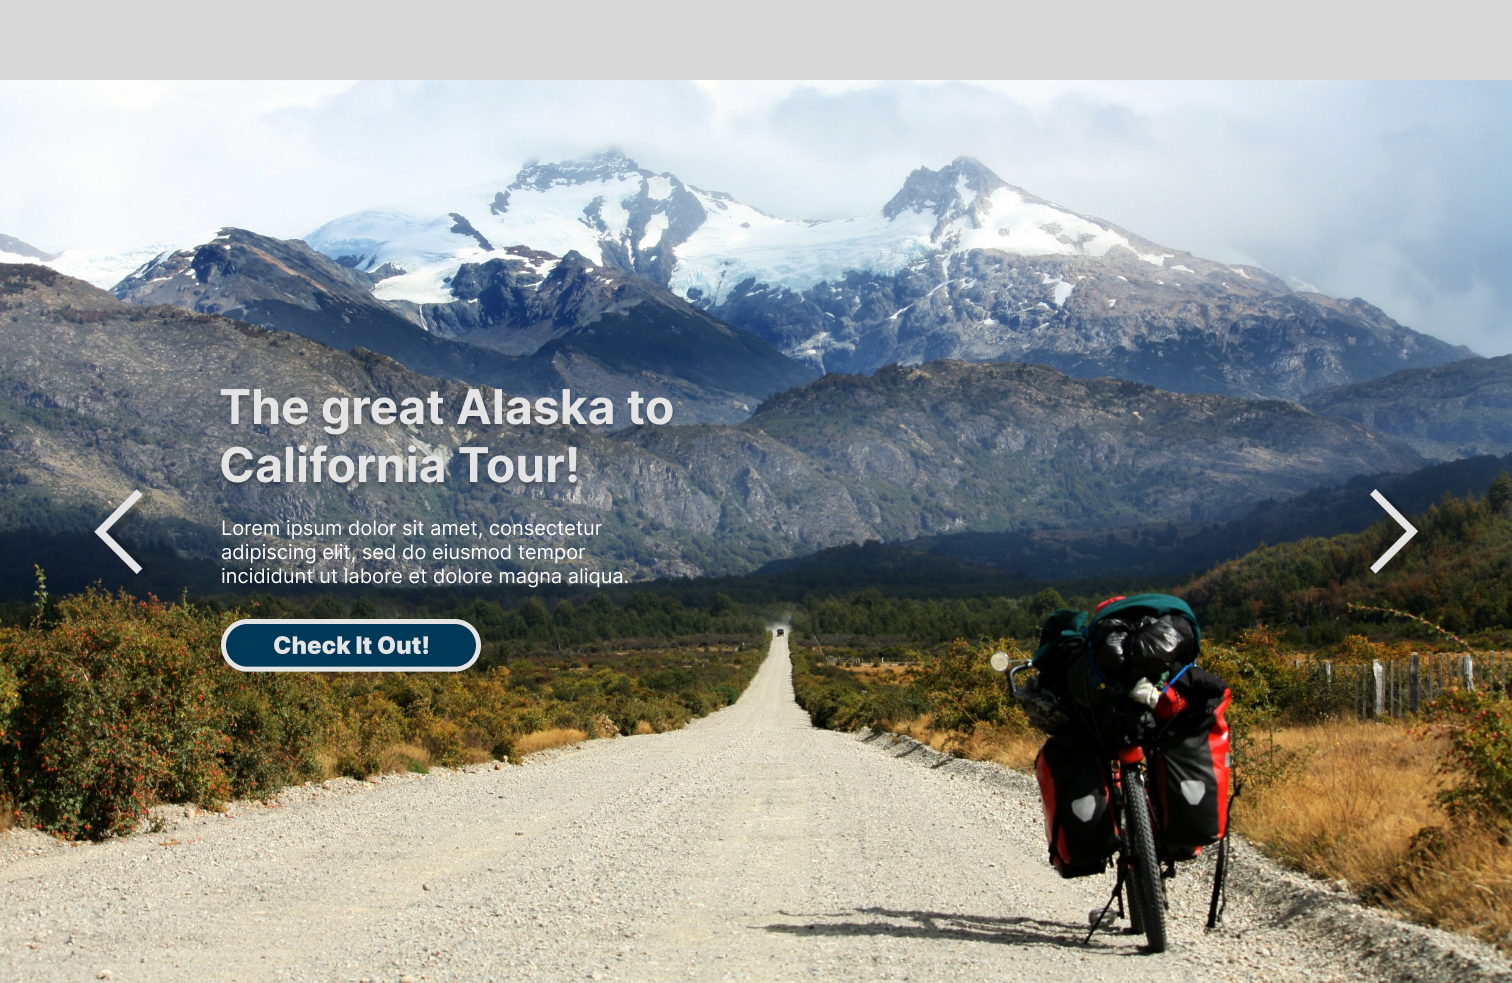 The great Alaska to
California Tour!
Lorem ipsum dolor sit amet, consectetur
adipiscing elit, sed do eiusmod tempor
incididunt ut labore et dolore magna aliqua.
Check It Out!